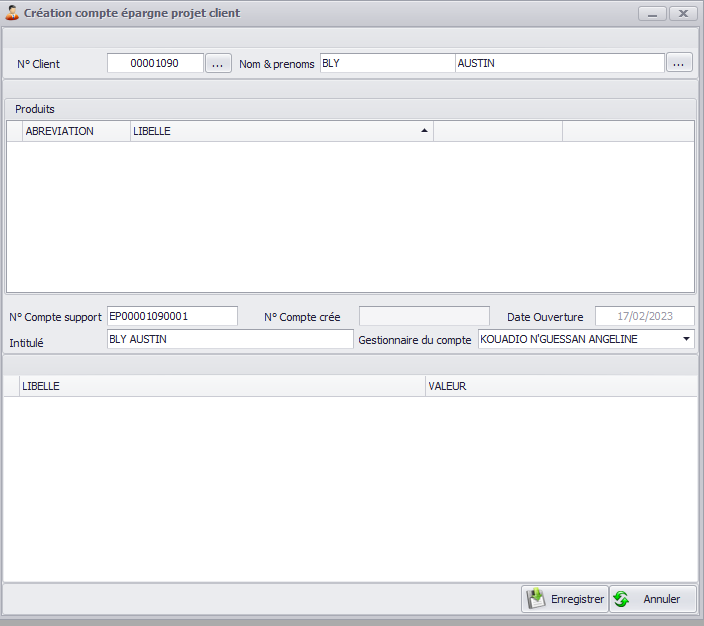 Création compte épargne projet client
N° Client 00001090 ... Nom & prenoms BLY AUSTIN ...
Produits
ABREVIATION LIBELLE
N° Compte support EP00001090001 N° Compte crée Date Ouverture 17/02/2023
Intitulé BLY AUSTIN Gestionnaire du compte KOUADIO N'GUESSAN ANGELINE
LIBELLE VALEUR
Enregistrer Annuler